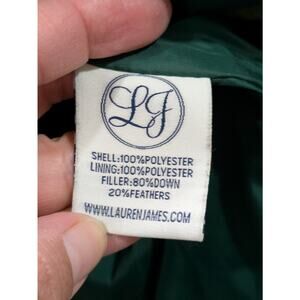 LJ
SHELL:100%POLYESTER
LINING:100%POLYESTER
FILLER:80%DOWN
20%FEATHERS
WWW.LAURENJAMES.COM